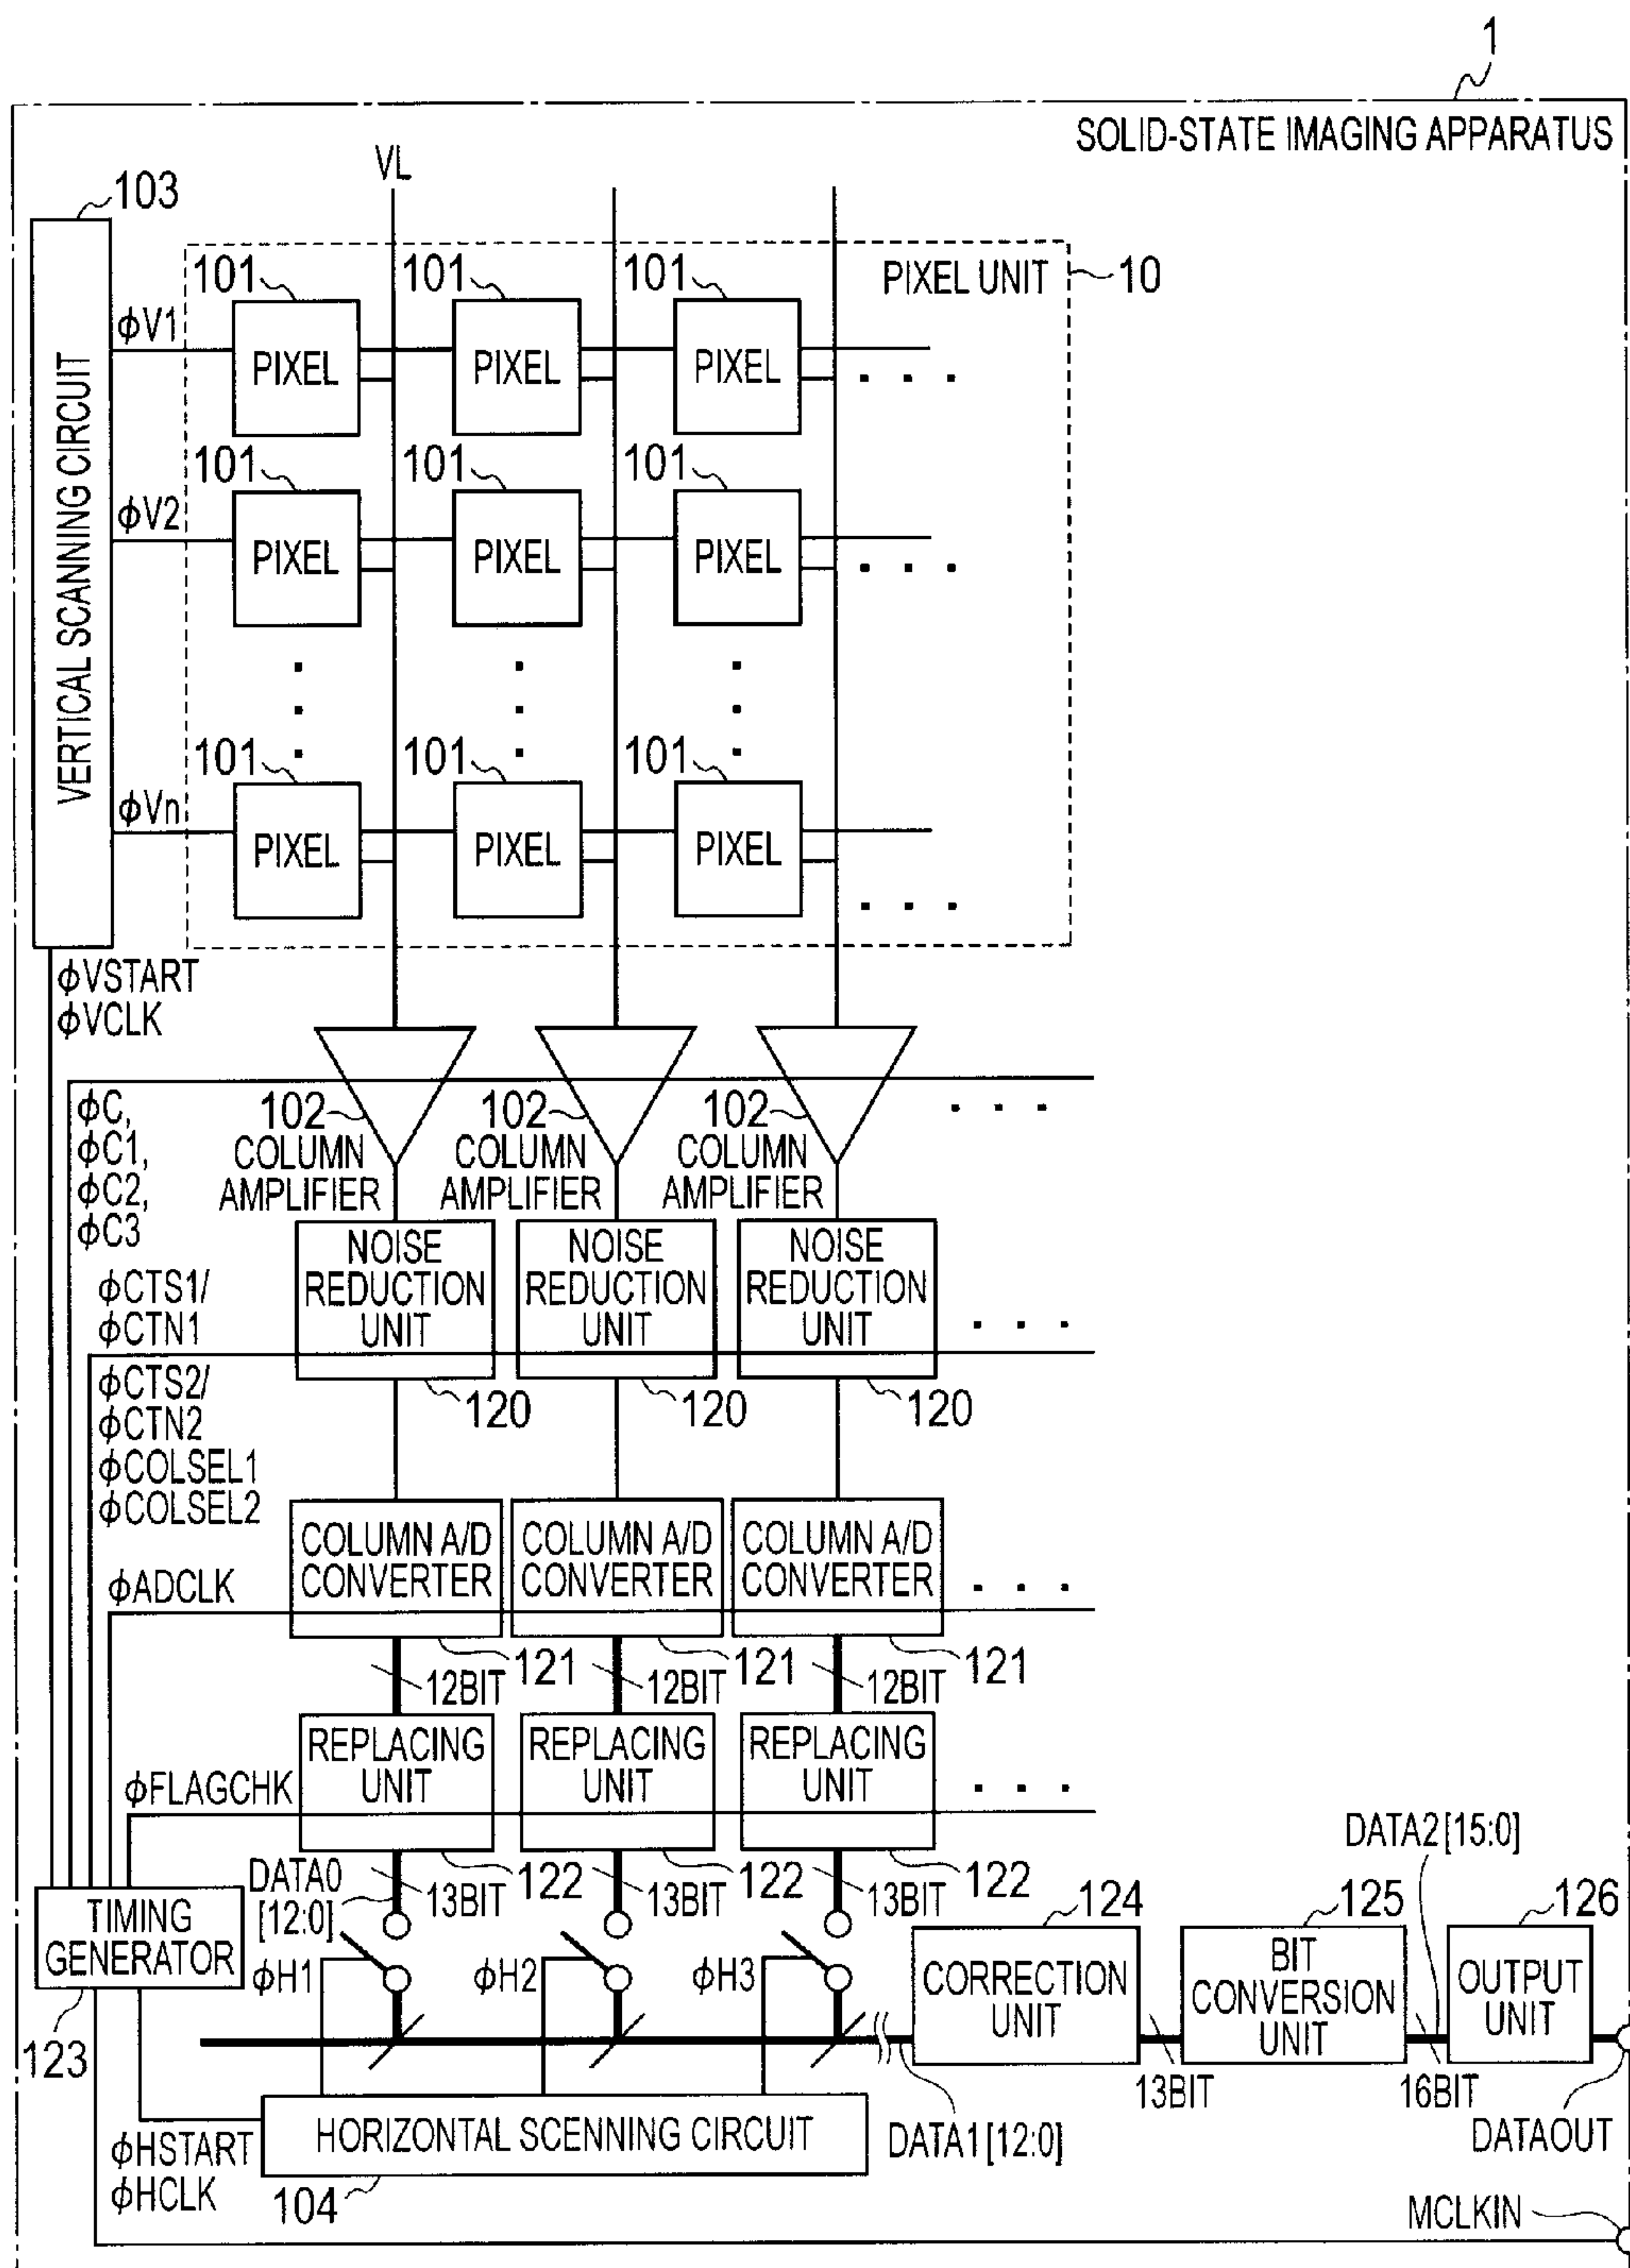 1
SOLID-STATE IMAGING APPARATUS
VL
103
101 101 101 PIXEL UNIT 10
ϕV1
PIXEL PIXEL PIXEL . . .
VERTICAL SCANNING CIRCUIT
101 101 101
ϕV2
PIXEL PIXEL PIXEL . . .
101 101 101
ϕVn
PIXEL PIXEL PIXEL
. . .
ϕVSTART
ϕVCLK
ϕC,
ϕC1,
ϕC2,
ϕC3
102 102 102 . . .
COLUMN COLUMN COLUMN
AMPLIFIER AMPLIFIER AMPLIFIER
NOISE NOISE NOISE
REDUCTION REDUCTION REDUCTION
UNIT UNIT UNIT . . .
ϕCTS1/
ϕCTN1
120 120 120
ϕCTS2/
ϕCTN2
ϕCOLSEL1
ϕCOLSEL2
COLUMN A/D COLUMN A/D COLUMN A/D
CONVERTER CONVERTER CONVERTER . . .
ϕADCLK
121 121 121
12BIT 12BIT 12BIT
REPLACING REPLACING REPLACING
UNIT UNIT UNIT . . .
ϕFLAGCHK
DATA0
[12:0]
122 122 122
13BIT 13BIT 13BIT
DATA2[15:0]
124 125 126
TIMING
GENERATOR
123
ϕH1 ϕH2 ϕH3
CORRECTION
UNIT
BIT
CONVERSION
UNIT
OUTPUT
UNIT
13BIT 16BIT
HORIZONTAL SCENNING CIRCUIT
DATA1[12:0]
DATAOUT
ϕHSTART
ϕHCLK
104
MCLKIN